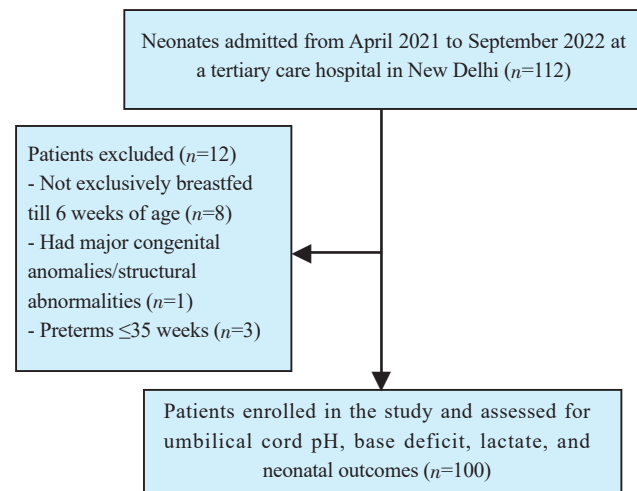 Neonates admitted from April 2021 to September 2022 at
a tertiary care hospital in New Delhi (n=112)
Patients excluded (n=12)
- Not exclusively breastfed
till 6 weeks of age (n=8)
- Had major congenital
anomalies/structural
abnormalities (n=1)
- Preterms ≤35 weeks (n=3)
Patients enrolled in the study and assessed for
umbilical cord pH, base deficit, lactate, and
neonatal outcomes (n=100)